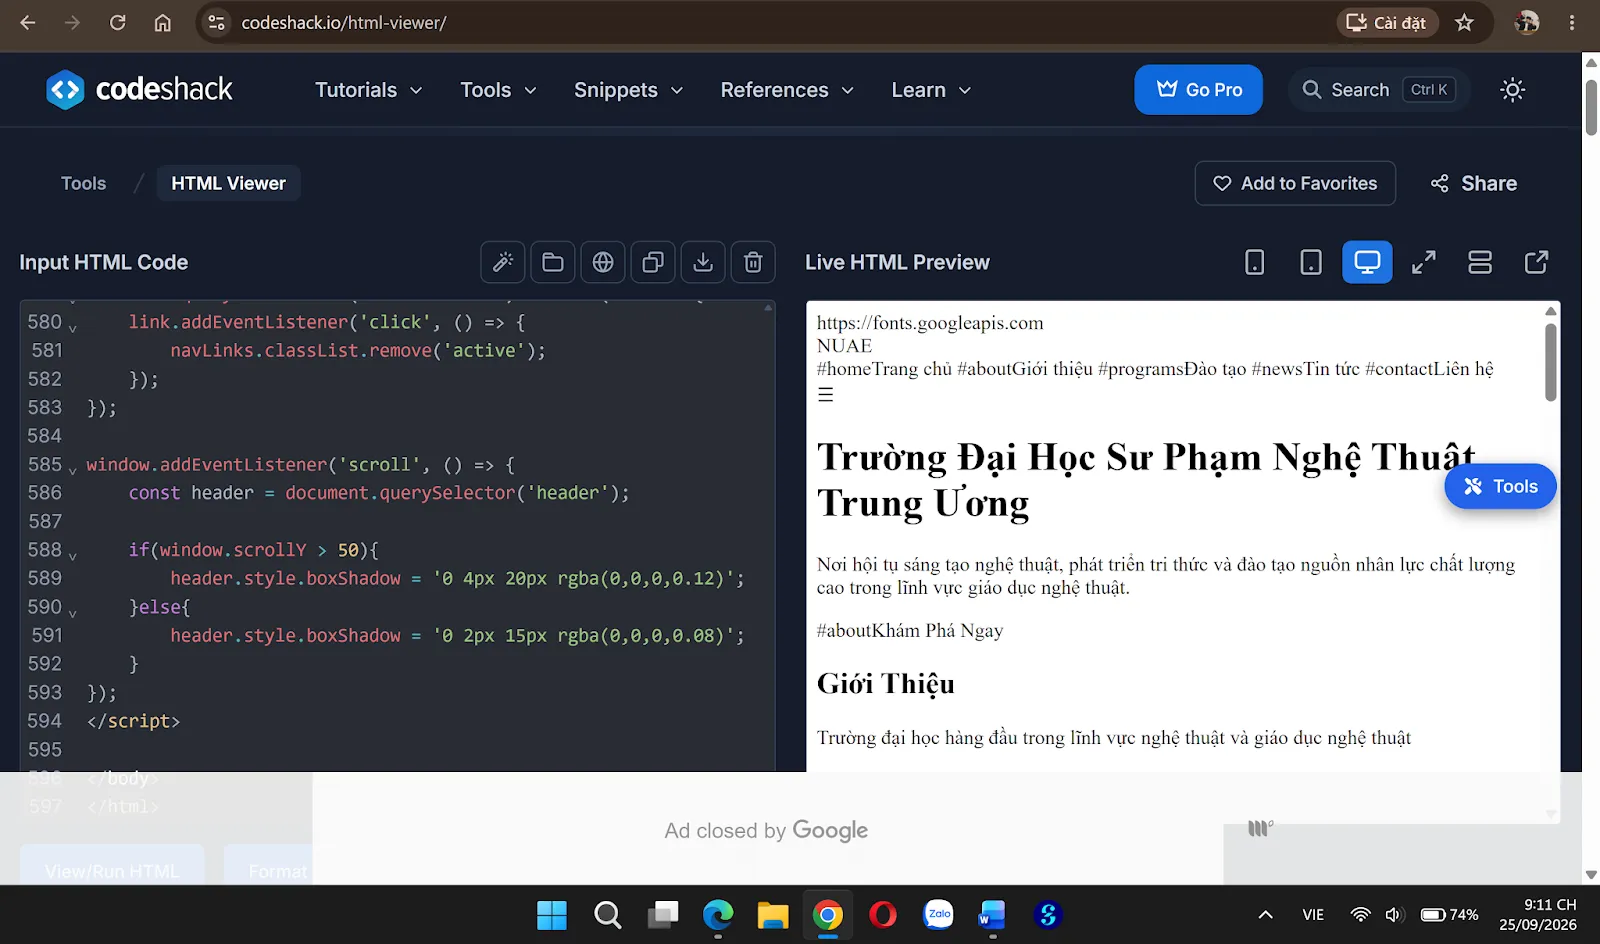 codeshack.io/html-viewer/
Cài đặt
codeshack
Tutorials
Tools
Snippets
References
Learn
Go Pro
Search
Ctrl K
Tools
/
HTML Viewer
Add to Favorites
Share
Input HTML Code
Live HTML Preview
580 link.addEventListener('click', () => {
581 navLinks.classList.remove('active');
582 });
583 });
584
585 window.addEventListener('scroll', () => {
586 const header = document.querySelector('header');
587
588 if(window.scrollY > 50){
589 header.style.boxShadow = '0 4px 20px rgba(0,0,0,0.12)';
590 }else{
591 header.style.boxShadow = '0 2px 15px rgba(0,0,0,0.08)';
592 }
593 });
594 </script>
595
596 </body>
597 </html>
View/Run HTML
Format
https://fonts.googleapis.com
NUAE
#homeTrang chủ #aboutGiới thiệu #programsĐào tạo #newsTin tức #contactLiên hệ
☰
Trường Đại Học Sư Phạm Nghệ Thuật
Trung Ương
Tools
Nơi hội tụ sáng tạo nghệ thuật, phát triển tri thức và đào tạo nguồn nhân lực chất lượng
cao trong lĩnh vực giáo dục nghệ thuật.
#aboutKhám Phá Ngay
Giới Thiệu
Trường đại học hàng đầu trong lĩnh vực nghệ thuật và giáo dục nghệ thuật
Ad closed by Google
Zalo
VIE
74%
9:11 CH
25/09/2026